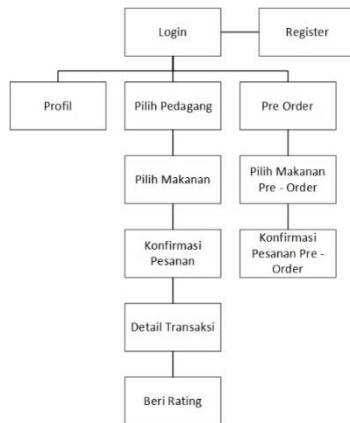 Login
Register
Profil
Pilih Pedagang
Pre Order
Pilih Makanan
Pilih Makanan
Pre - Order
Konfirmasi
Pesanan
Konfirmasi
Pesanan Pre -
Order
Detail Transaksi
Beri Rating